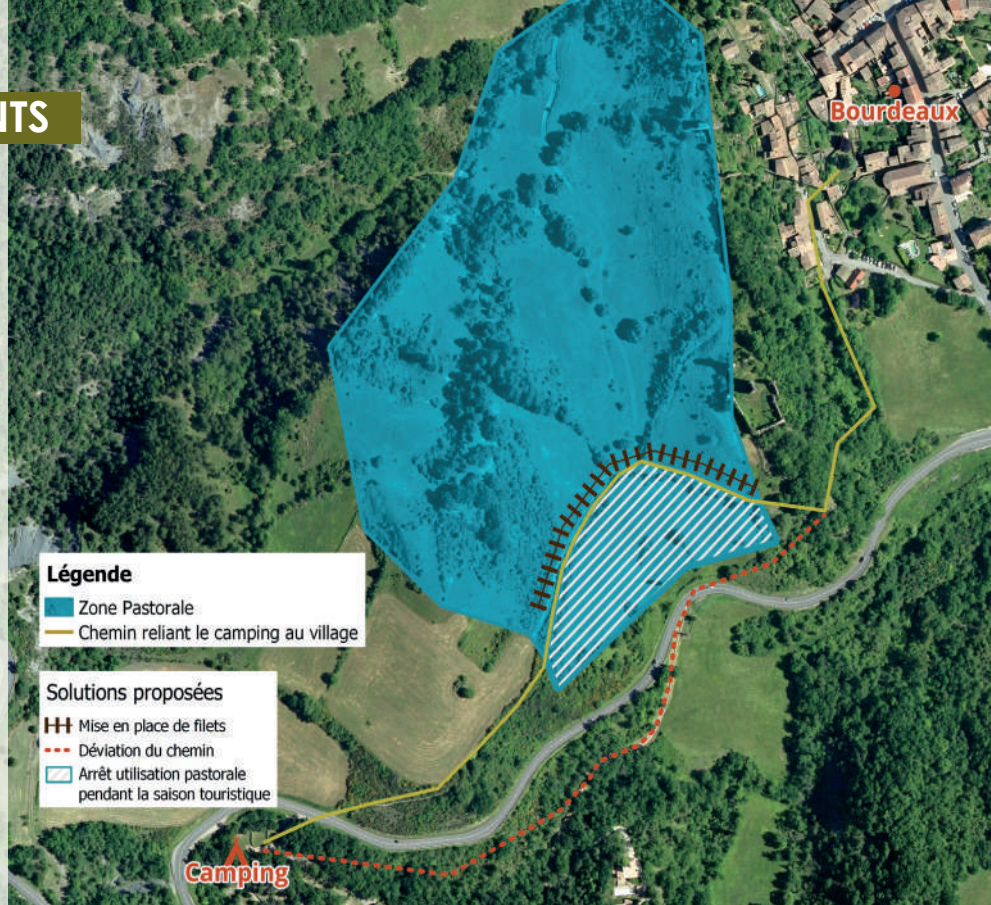 NTS
Bourdeaux
Légende
Zone Pastorale
Chemin reliant le camping au village
Solutions proposées
Mise en place de filets
Déviation du chemin
Arrêt utilisation pastorale
pendant la saison touristique
Camping